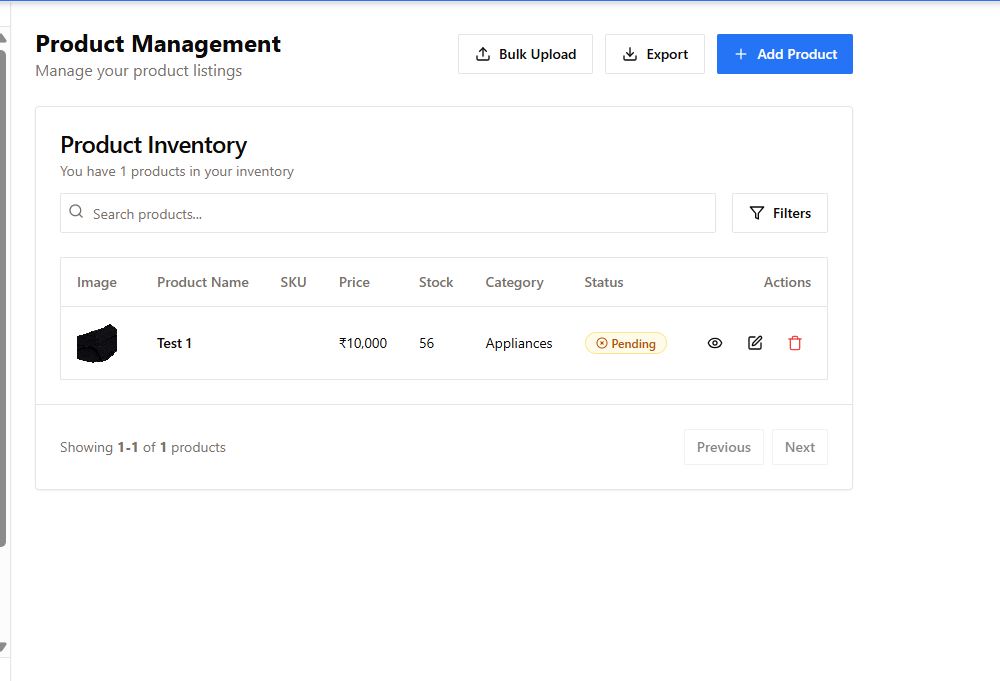 Product Management
Manage your product listings
Bulk Upload
Export
Add Product
Product Inventory
You have 1 products in your inventory
Search products...
Filters
Image Product Name SKU Price Stock Category Status Actions
Test 1 ₹10,000 56 Appliances Pending
Showing 1-1 of 1 products
Previous
Next